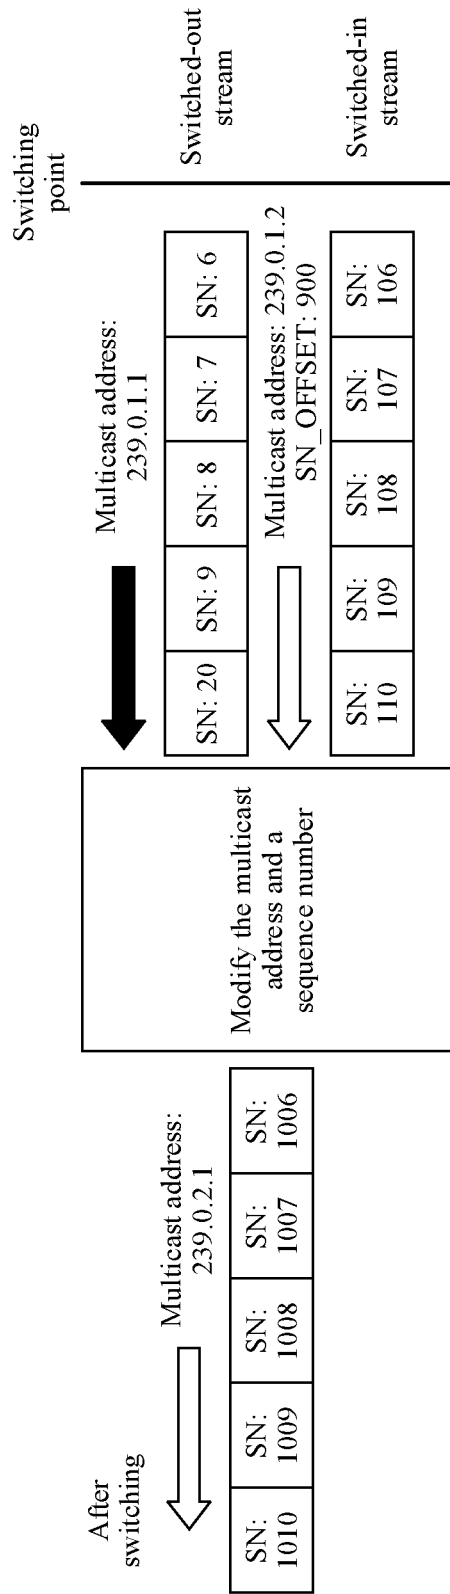 After
switching
Multicast address:
239.0.2.1
SN:
1010
SN:
1009
SN:
1008
SN:
1007
SN:
1006
Modify the multicast
address and a
sequence number
Switching
point
Multicast address:
239.0.1.1
SN: 20
SN: 9
SN: 8
SN: 7
SN: 6
Switched-out
stream
Multicast address: 239.0.1.2
SN_OFFSET: 900
SN:
110
SN:
109
SN:
108
SN:
107
SN:
106
Switched-in
stream